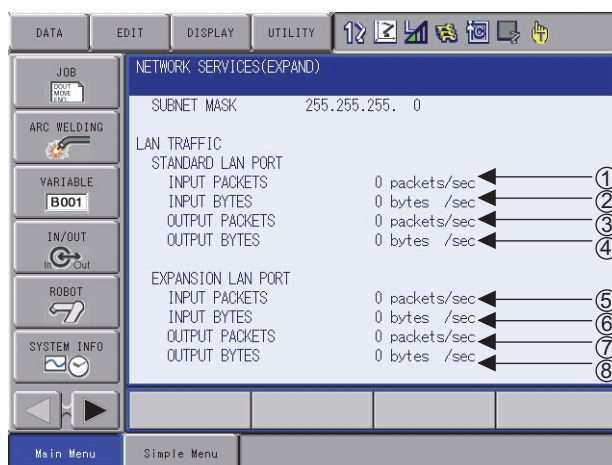 DATA EDIT DISPLAY UTILITY
JOB
DOUT
MOVE
END
ARC WELDING
VARIABLE
B001
IN/OUT
In Out
ROBOT
SYSTEM INFO
NETWORK SERVICES(EXPAND)
SUBNET MASK 255.255.255. 0
LAN TRAFFIC
STANDARD LAN PORT
INPUT PACKETS 0 packets/sec ①
INPUT BYTES 0 bytes /sec ②
OUTPUT PACKETS 0 packets/sec ③
OUTPUT BYTES 0 bytes /sec ④
EXPANSION LAN PORT
INPUT PACKETS 0 packets/sec ⑤
INPUT BYTES 0 bytes /sec ⑥
OUTPUT PACKETS 0 packets/sec ⑦
OUTPUT BYTES 0 bytes /sec ⑧
Main Menu Simple Menu